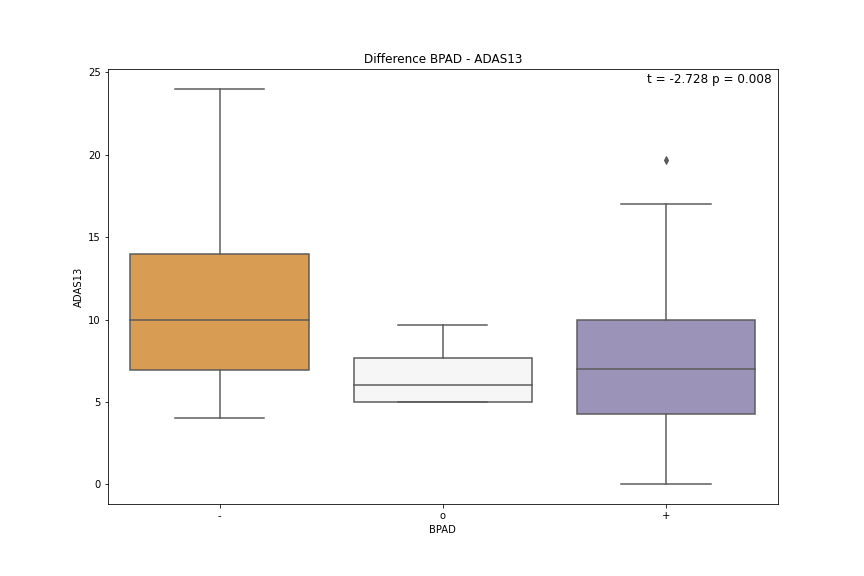 Difference BPAD - ADAS13
t = -2.728 p = 0.008
25
20
15
10
5
0
ADAS13
-
o
+
BPAD